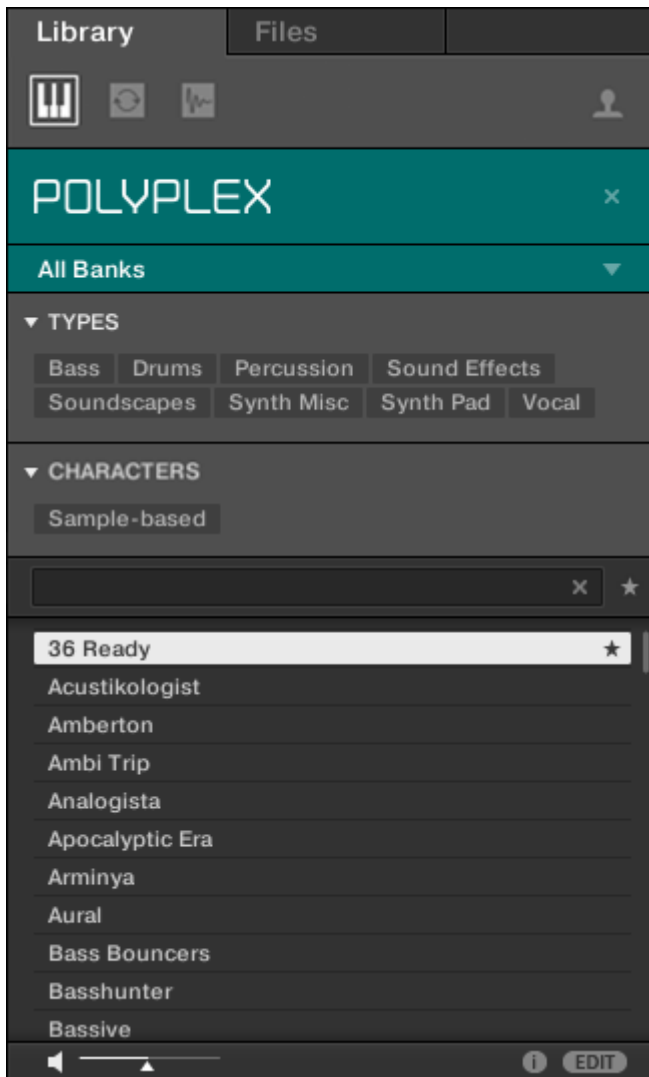 Library Files
POLYPLEX
All Banks
TYPES
Bass Drums Percussion Sound Effects
Soundscapes Synth Misc Synth Pad Vocal
CHARACTERS
Sample-based
36 Ready
Acustikologist
Amberton
Ambi Trip
Analogista
Apocalyptic Era
Arminya
Aural
Bass Bouncers
Basshunter
Bassive
i EDIT